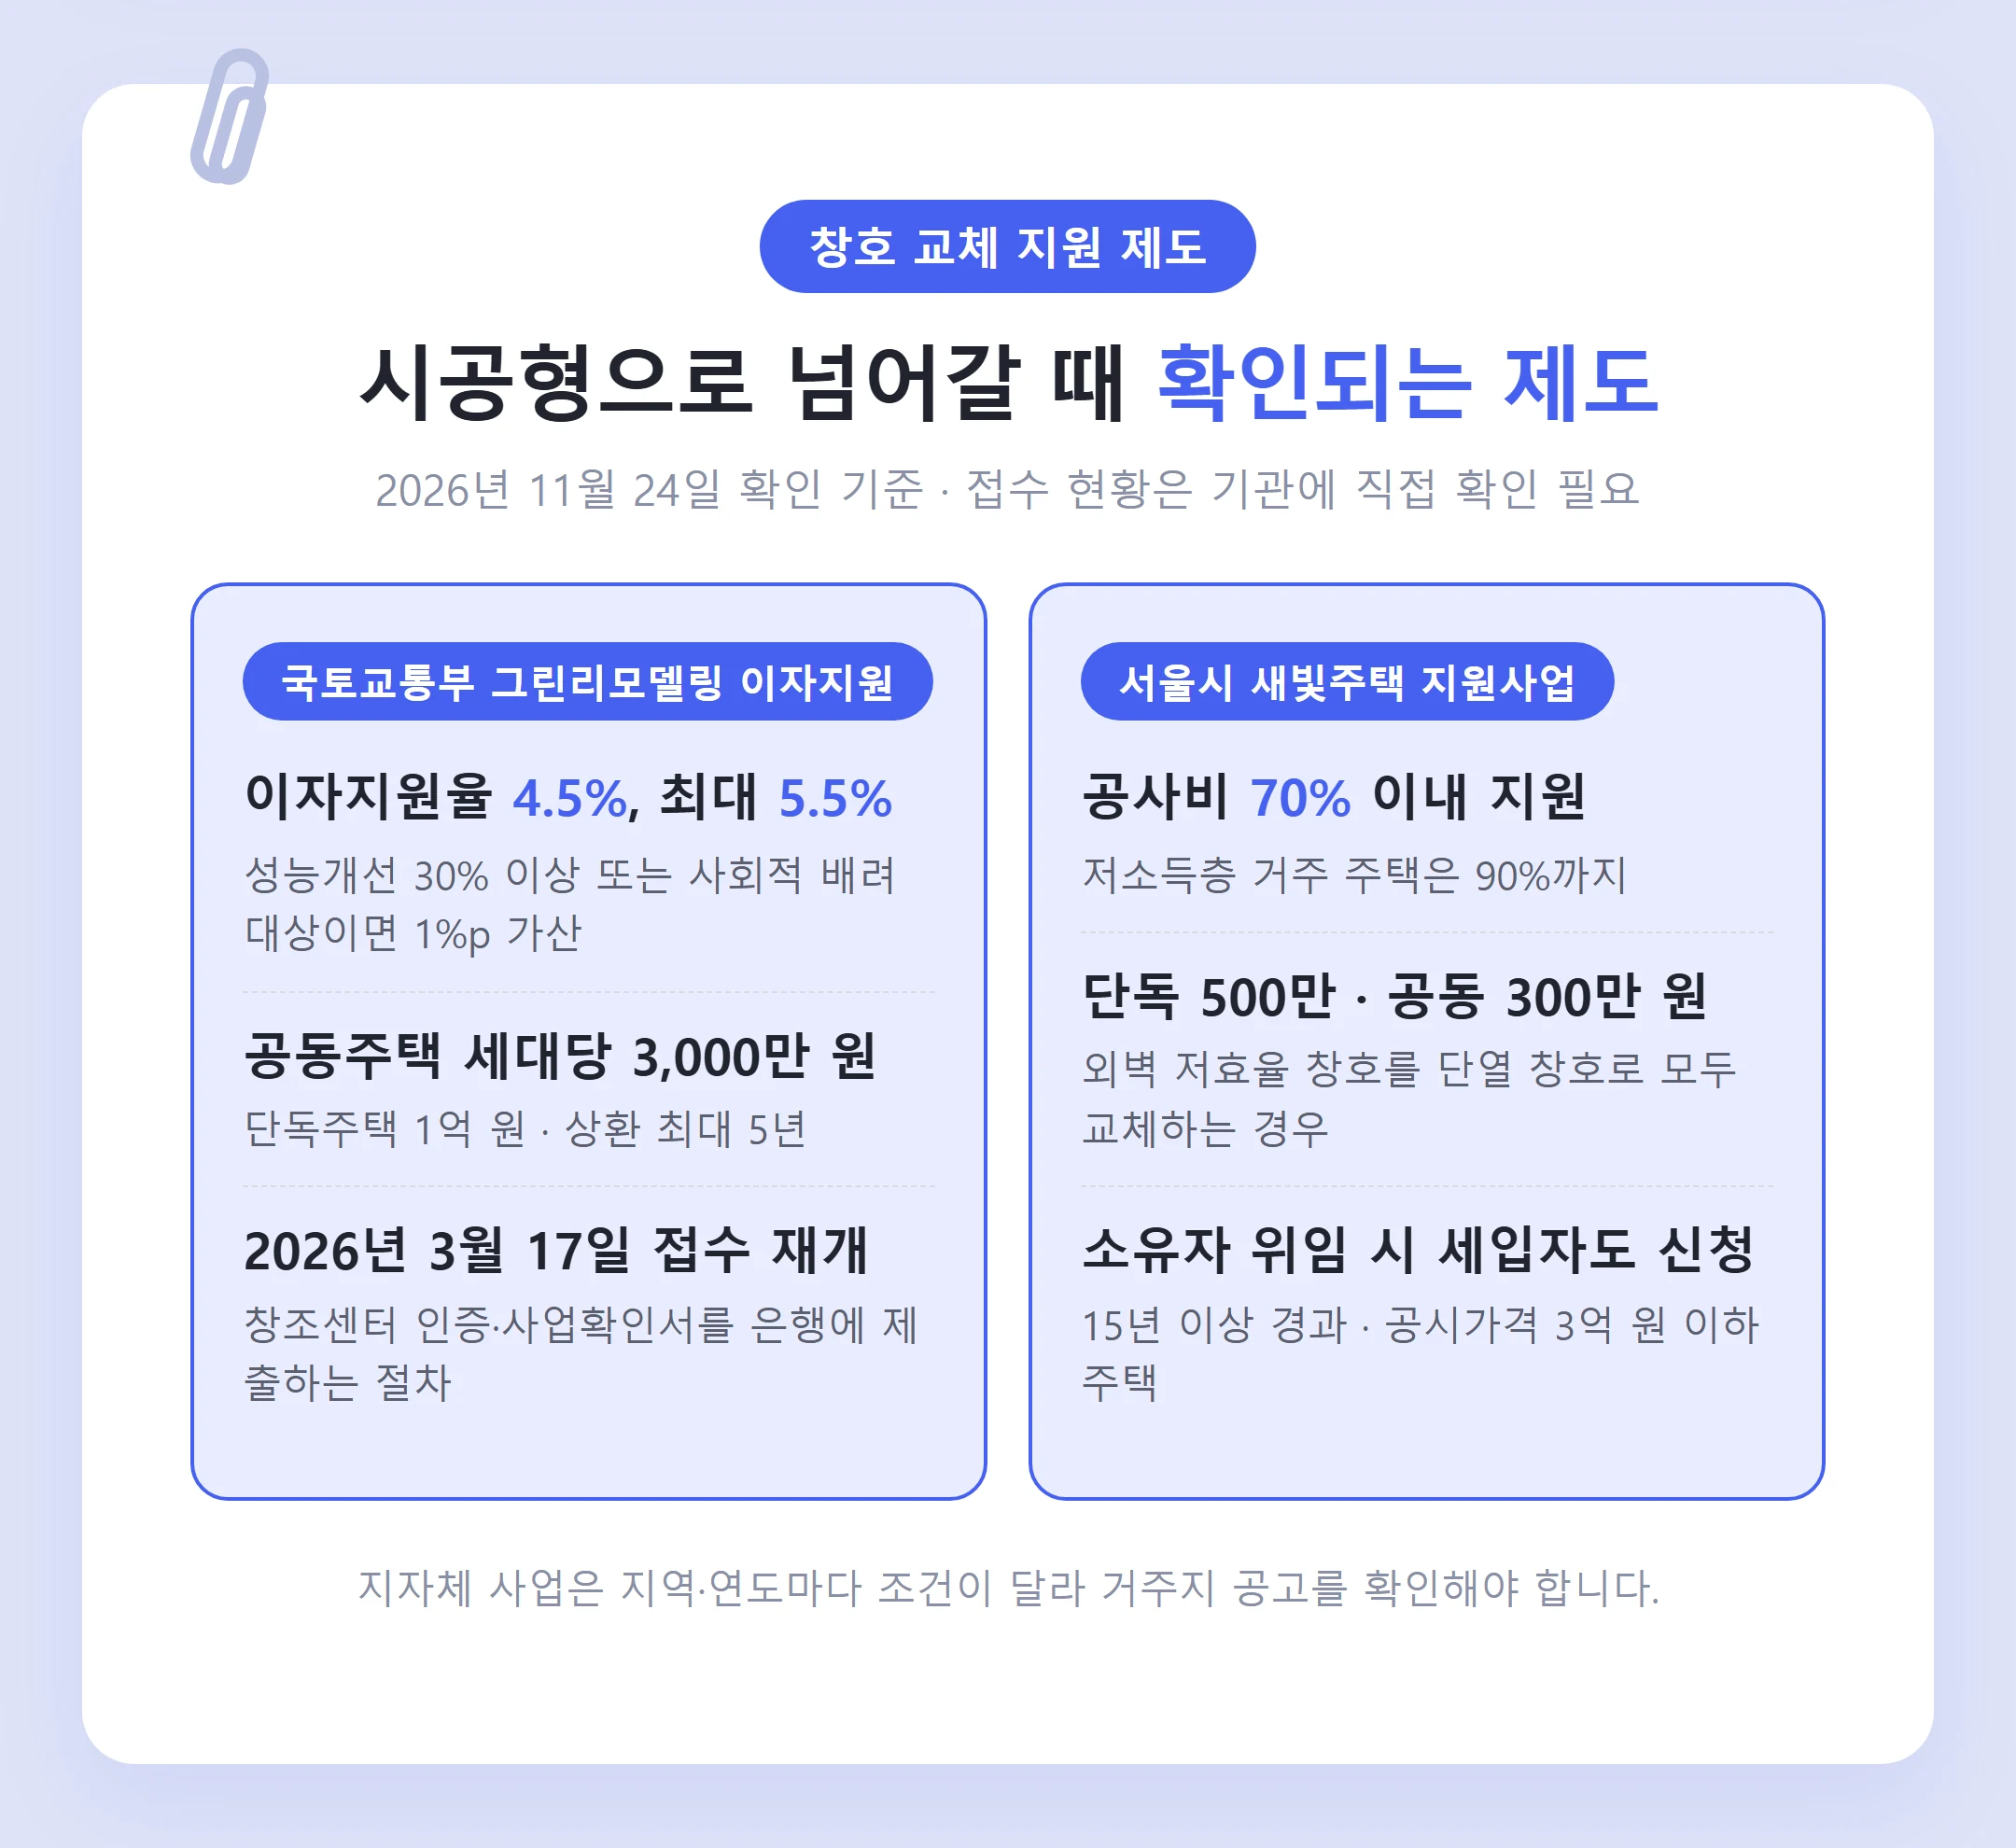 창호 교체 지원 제도
시공형으로 넘어갈 때 확인되는 제도
2026년 11월 24일 확인 기준 · 접수 현황은 기관에 직접 확인 필요
국토교통부 그린리모델링 이자지원
이자지원율 4.5%, 최대 5.5%
성능개선 30% 이상 또는 사회적 배려
대상이면 1%p 가산
공동주택 세대당 3,000만 원
단독주택 1억 원 · 상환 최대 5년
2026년 3월 17일 접수 재개
창조센터 인증·사업확인서를 은행에 제
출하는 절차
서울시 새빛주택 지원사업
공사비 70% 이내 지원
저소득층 거주 주택은 90%까지
단독 500만 · 공동 300만 원
외벽 저효율 창호를 단열 창호로 모두
교체하는 경우
소유자 위임 시 세입자도 신청
15년 이상 경과 · 공시가격 3억 원 이하
주택
지자체 사업은 지역·연도마다 조건이 달라 거주지 공고를 확인해야 합니다.